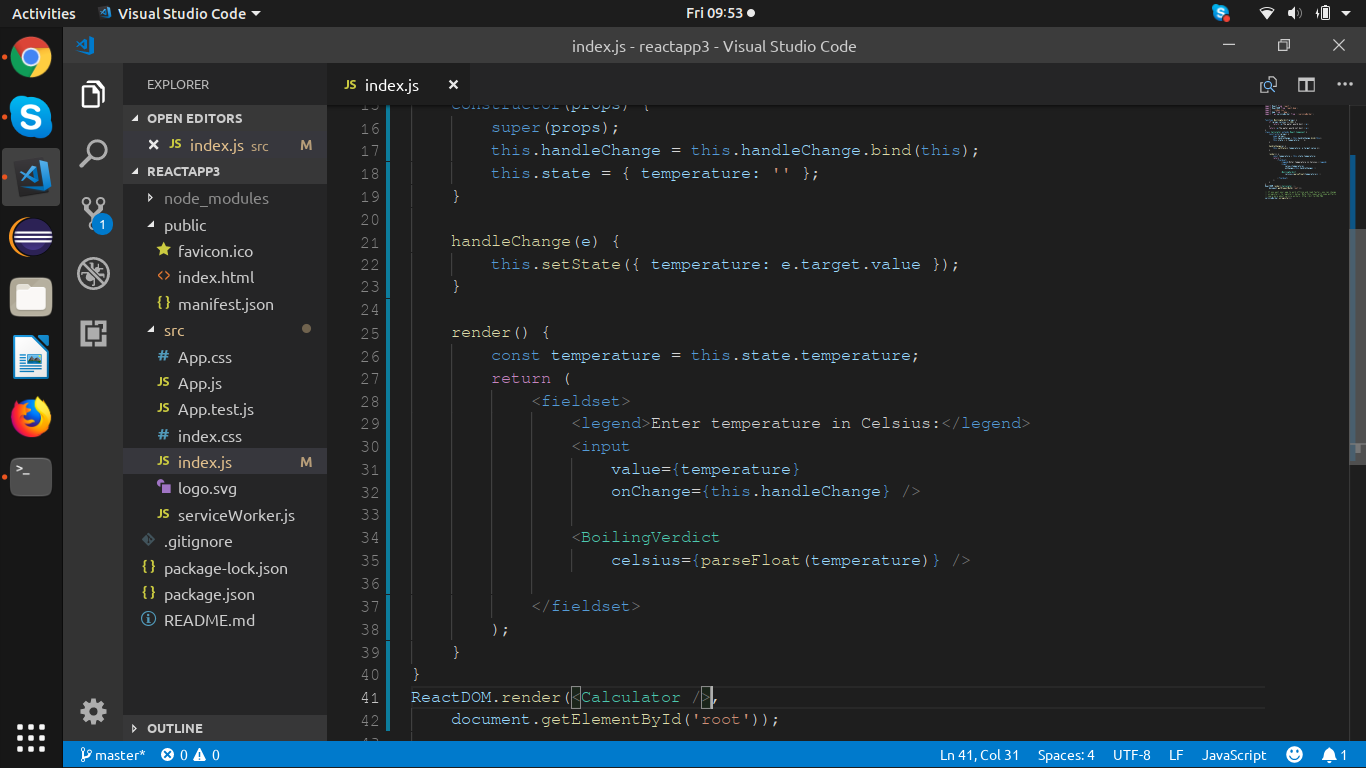 Activities Visual Studio Code Fri 09:53
index.js - reactapp3 - Visual Studio Code
EXPLORER
OPEN EDITORS
JS index.js src M
REACTAPP3
node_modules
public
favicon.ico
<> index.html
{} manifest.json
src
# App.css
JS App.js
JS App.test.js
# index.css
JS index.js M
logo.svg
JS serviceWorker.js
.gitignore
{} package-lock.json
{} package.json
README.md
OUTLINE
1
JS index.js
15 constructor(props) {
16 super(props);
17 this.handleChange = this.handleChange.bind(this);
18 this.state = { temperature: '' };
19 }
20
21 handleChange(e) {
22 this.setState({ temperature: e.target.value });
23 }
24
25 render() {
26 const temperature = this.state.temperature;
27 return (
28 <fieldset>
29 <legend>Enter temperature in Celsius:</legend>
30 <input
31 value={temperature}
32 onChange={this.handleChange} />
33
34 <BoilingVerdict
35 celsius={parseFloat(temperature)} />
36
37 </fieldset>
38 );
39 }
40 }
41 ReactDOM.render(<Calculator />,
42 document.getElementById('root'));
43
master* 0 0 Ln 41, Col 31 Spaces: 4 UTF-8 LF JavaScript 1